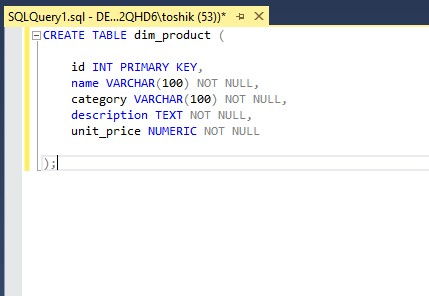 SQLQuery1.sql - DE...2QHD6\toshik (53))*
CREATE TABLE dim_product (
id INT PRIMARY KEY,
name VARCHAR(100) NOT NULL,
category VARCHAR(100) NOT NULL,
description TEXT NOT NULL,
unit_price NUMERIC NOT NULL
);